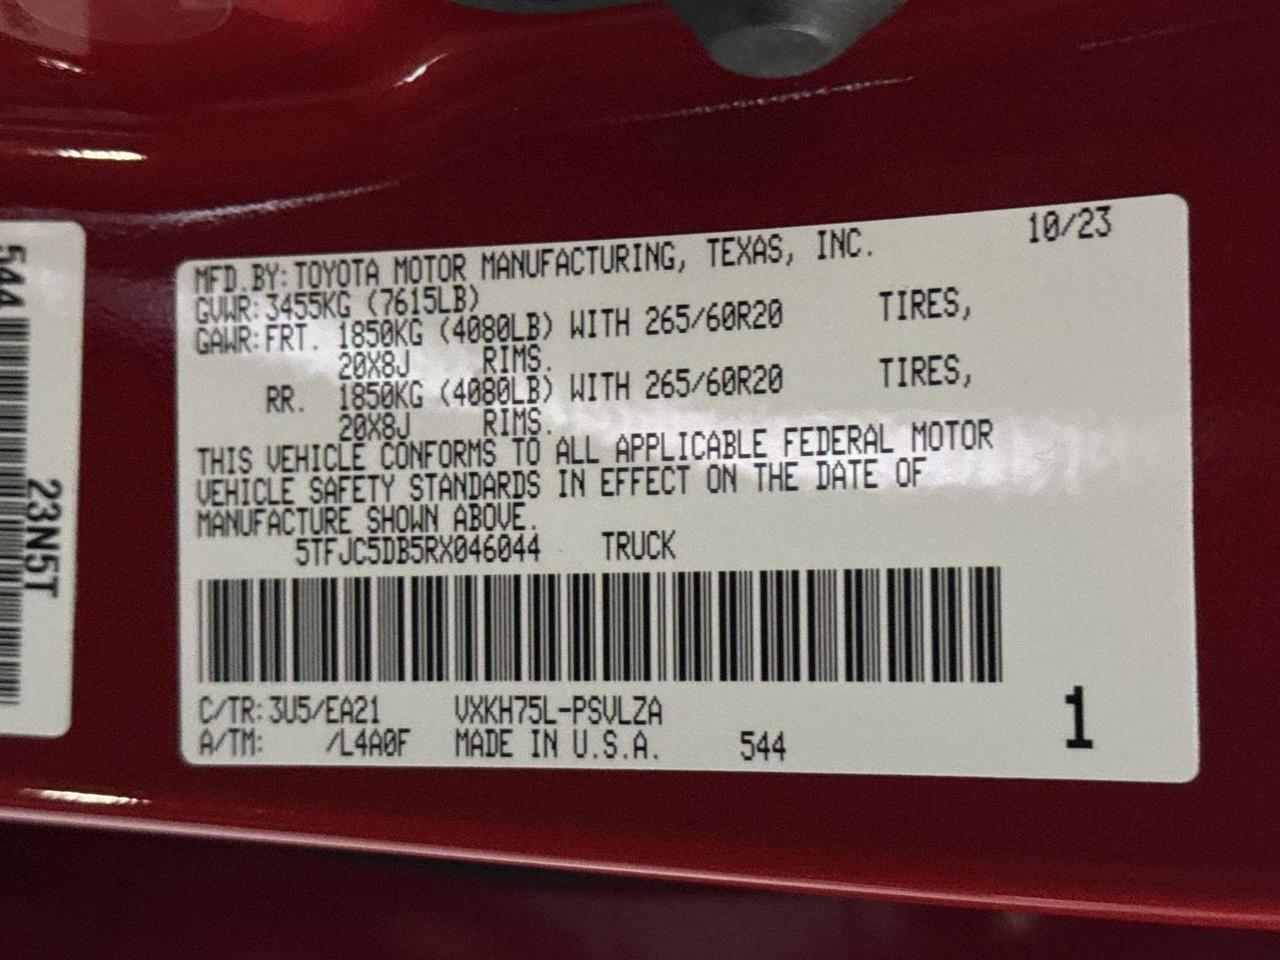 MFD.BY: TOYOTA MOTOR MANUFACTURING, TEXAS, INC. 10/23
GVWR: 3455KG (7615LB)
GAWR: FRT. 1850KG (4080LB) WITH 265/60R20 TIRES,
20X8J RIMS.
RR. 1850KG (4080LB) WITH 265/60R20 TIRES,
20X8J RIMS.
THIS VEHICLE CONFORMS TO ALL APPLICABLE FEDERAL MOTOR
VEHICLE SAFETY STANDARDS IN EFFECT ON THE DATE OF
MANUFACTURE SHOWN ABOVE.
5TFJC5DB5RX046044 TRUCK
C/TR: 3U5/EA21 VXKH75L-PSVLZA
A/TM: /L4A0F MADE IN U.S.A. 544
1
544
23N5T